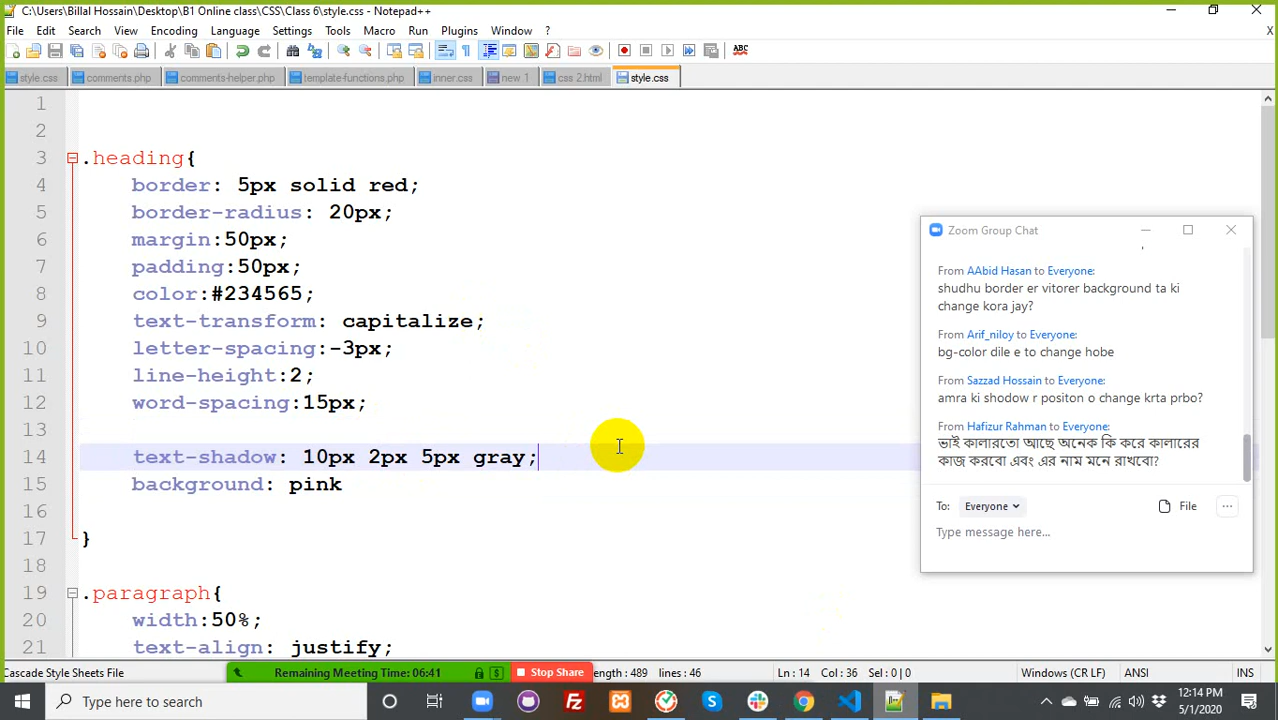 C:\Users\Billal Hossain\Desktop\B1 Online class\CSS\Class 6\style.css - Notepad++
File Edit Search View Encoding Language Settings Tools Macro Run Plugins Window ? X
style.css comments.php comments-helper.php template-functions.php inner.css new 1 css 2.html style.css
1
2
3 .heading{
4 border: 5px solid red;
5 border-radius: 20px;
6 margin:50px;
7 padding:50px;
8 color:#234565;
9 text-transform: capitalize;
10 letter-spacing:-3px;
11 line-height:2;
12 word-spacing:15px;
13
14 text-shadow: 10px 2px 5px gray;
15 background: pink
16
17 }
18
19 .paragraph{
20 width:50%;
21 text-align: justify;
Zoom Group Chat
From AAbid Hasan to Everyone:
shudhu border er vitorer background ta ki
change kora jay?
From Arif_niloy to Everyone:
bg-color dile e to change hobe
From Sazzad Hossain to Everyone:
amra ki shodow r positon o change krta prbo?
From Hafizur Rahman to Everyone:
ভাই কালারতো আছে অনেক কি করে কালারের
কাজ করবো এবং এর নাম মনে রাখবো?
To: Everyone File ...
Type message here...
Cascade Style Sheets File Remaining Meeting Time: 06:41 Stop Share ngth : 489 lines : 46 Ln : 14 Col : 36 Sel : 0 | 0 Windows (CR LF) ANSI INS
Type here to search
12:14 PM
5/1/2020